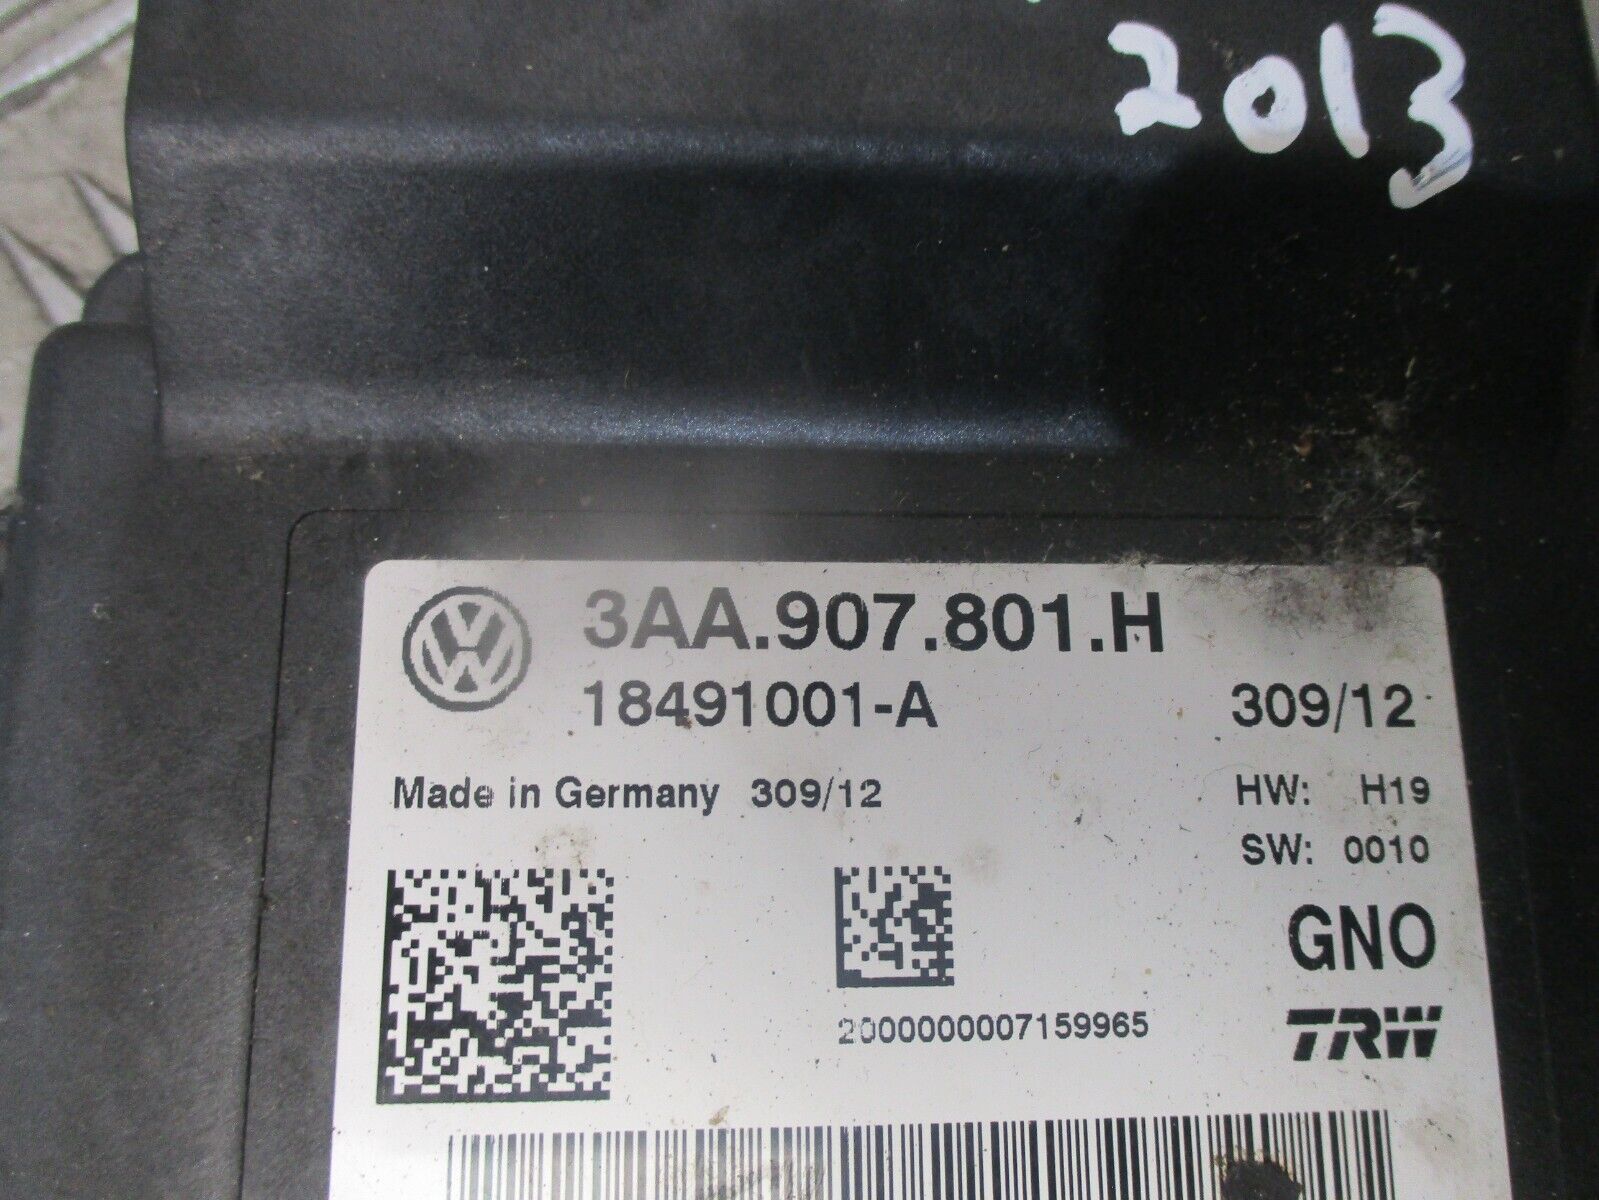 2013
3AA.907.801.H
18491001-A 309/12
Made in Germany 309/12 HW: H19
SW: 0010
GNO
2000000007159965 TRW